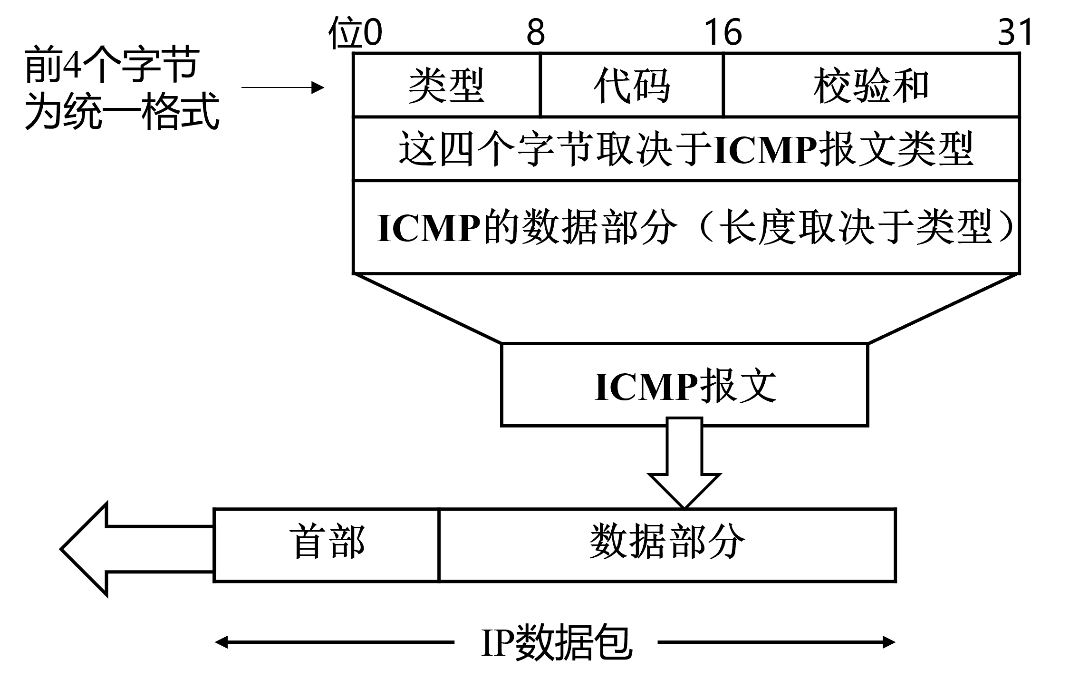 位0 8 16 31
前4个字节
为统一格式
类型 代码 校验和
这四个字节取决于ICMP报文类型
ICMP的数据部分（长度取决于类型）
ICMP报文
首部 数据部分
IP数据包